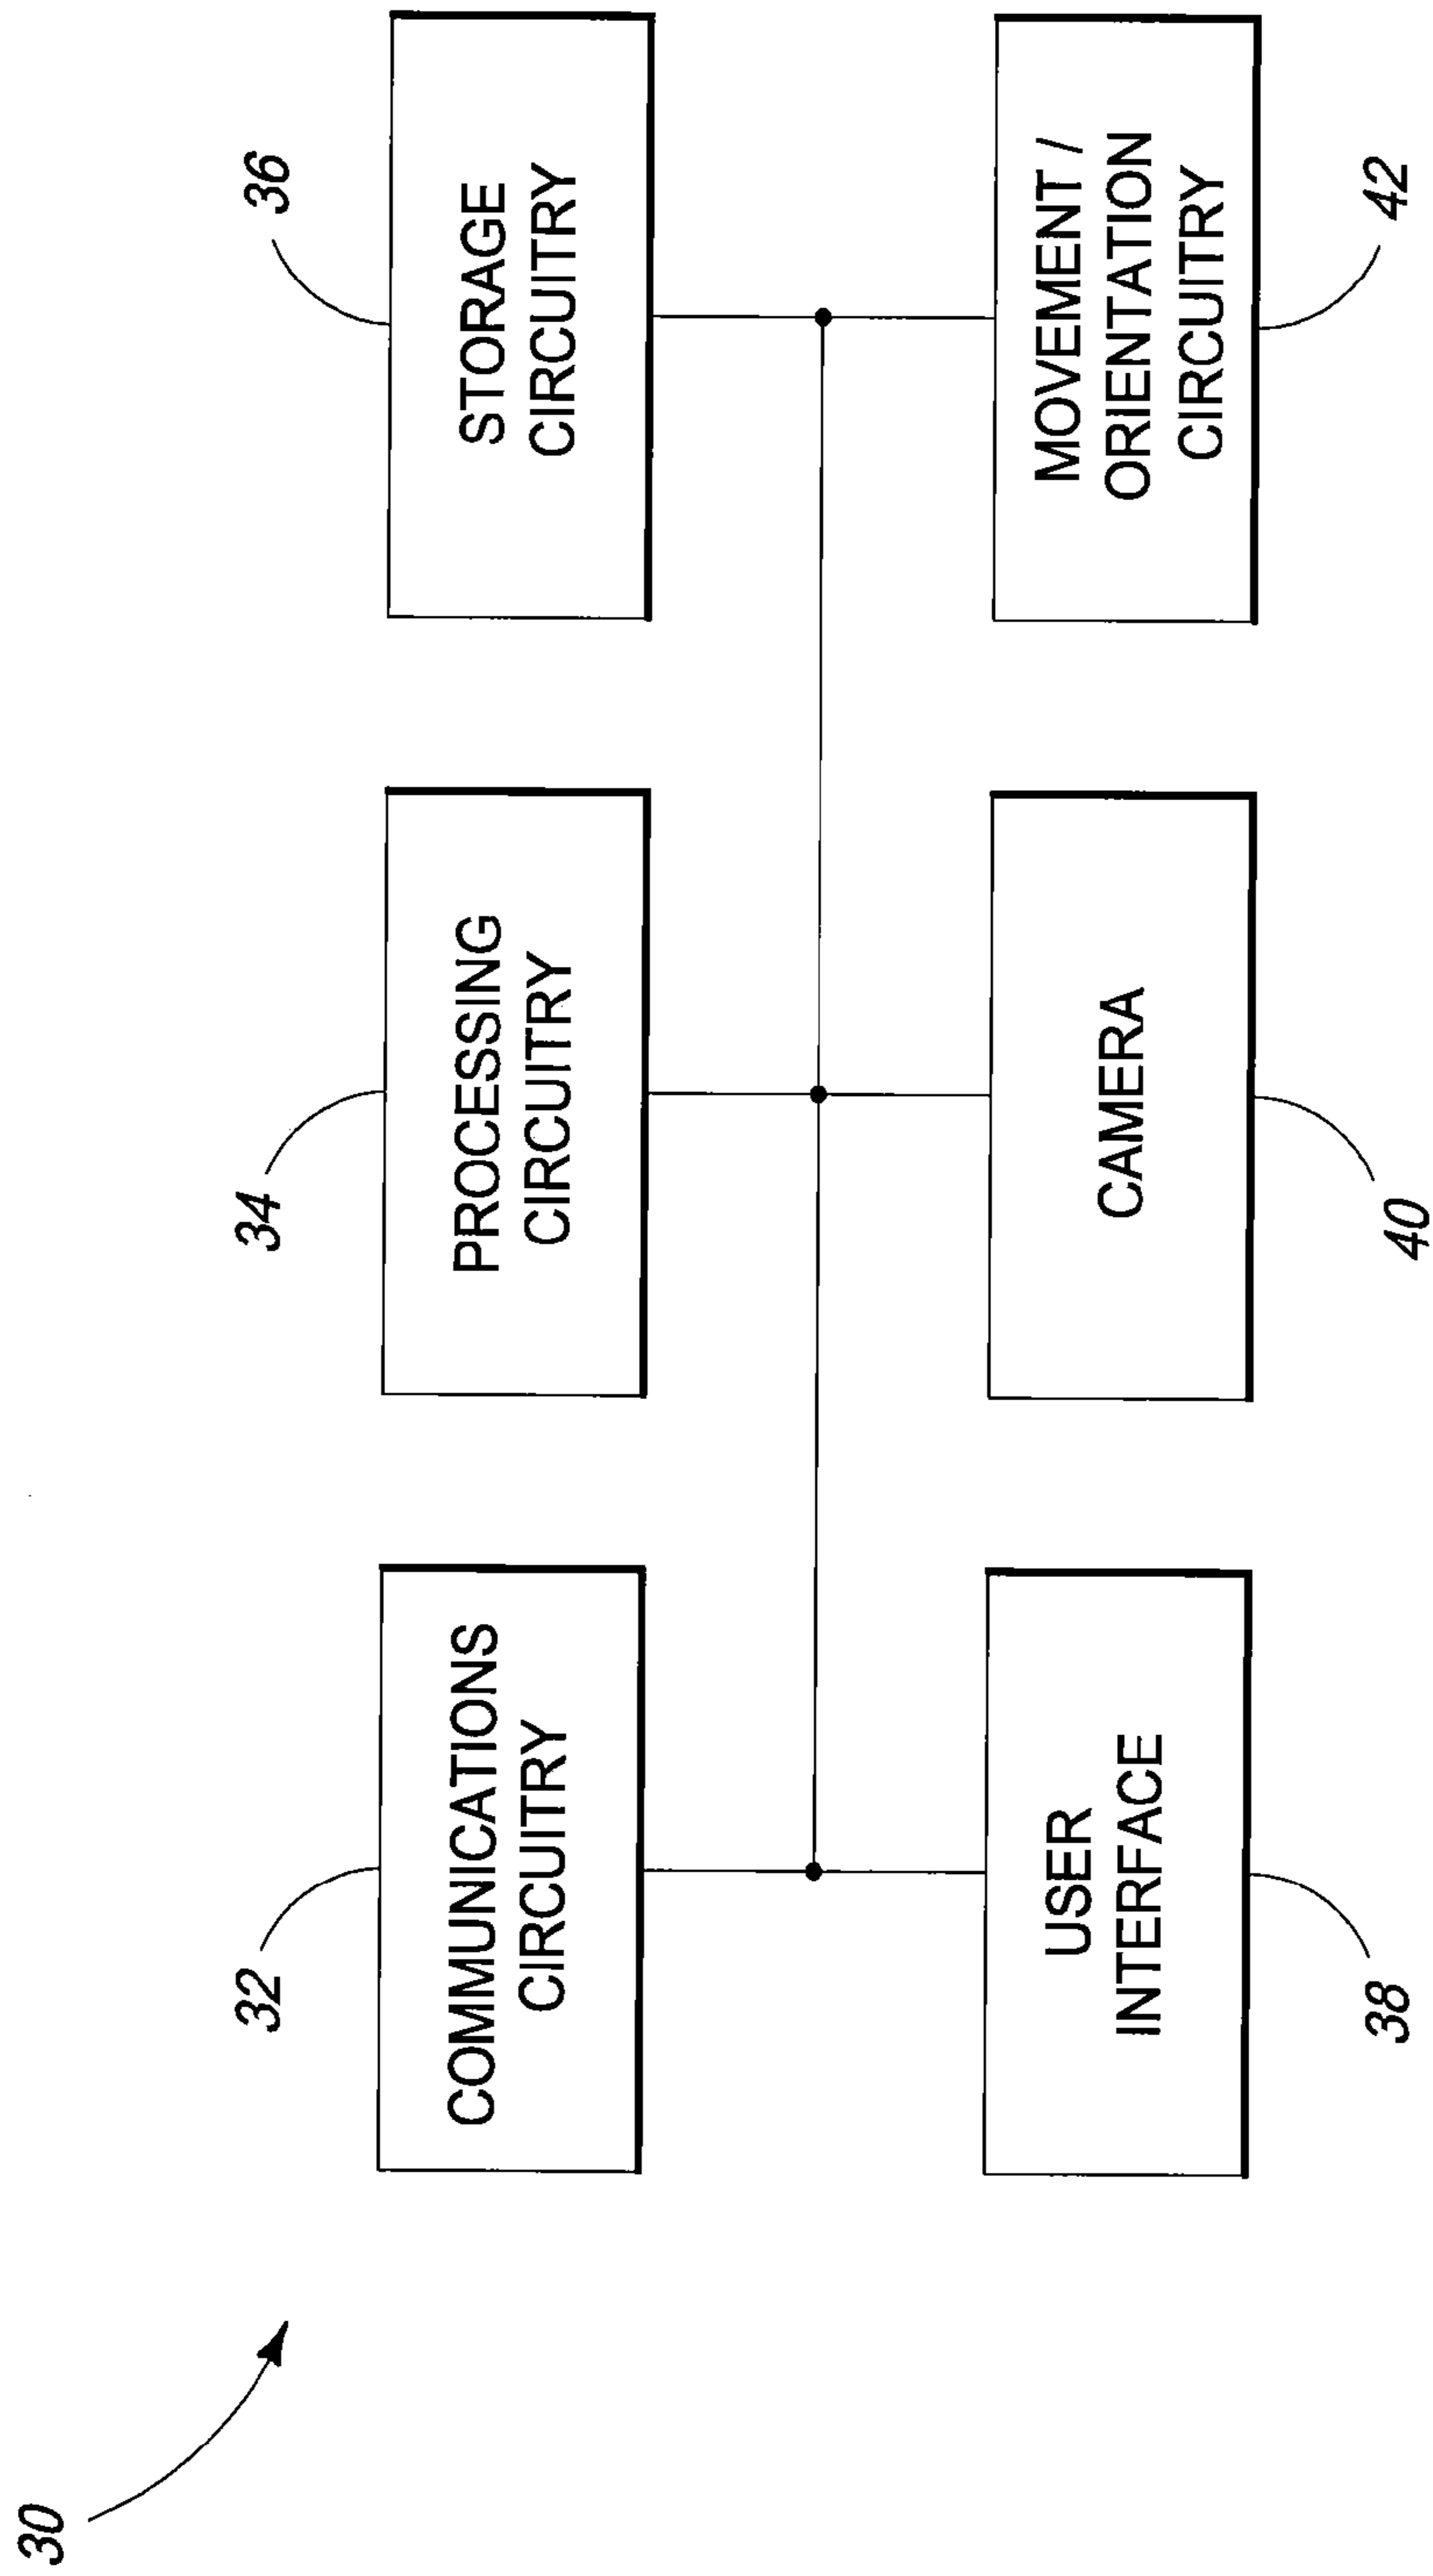 30
32
COMMUNICATIONS
CIRCUITRY
34
PROCESSING
CIRCUITRY
36
STORAGE
CIRCUITRY
USER
INTERFACE
38
CAMERA
40
MOVEMENT /
ORIENTATION
CIRCUITRY
42